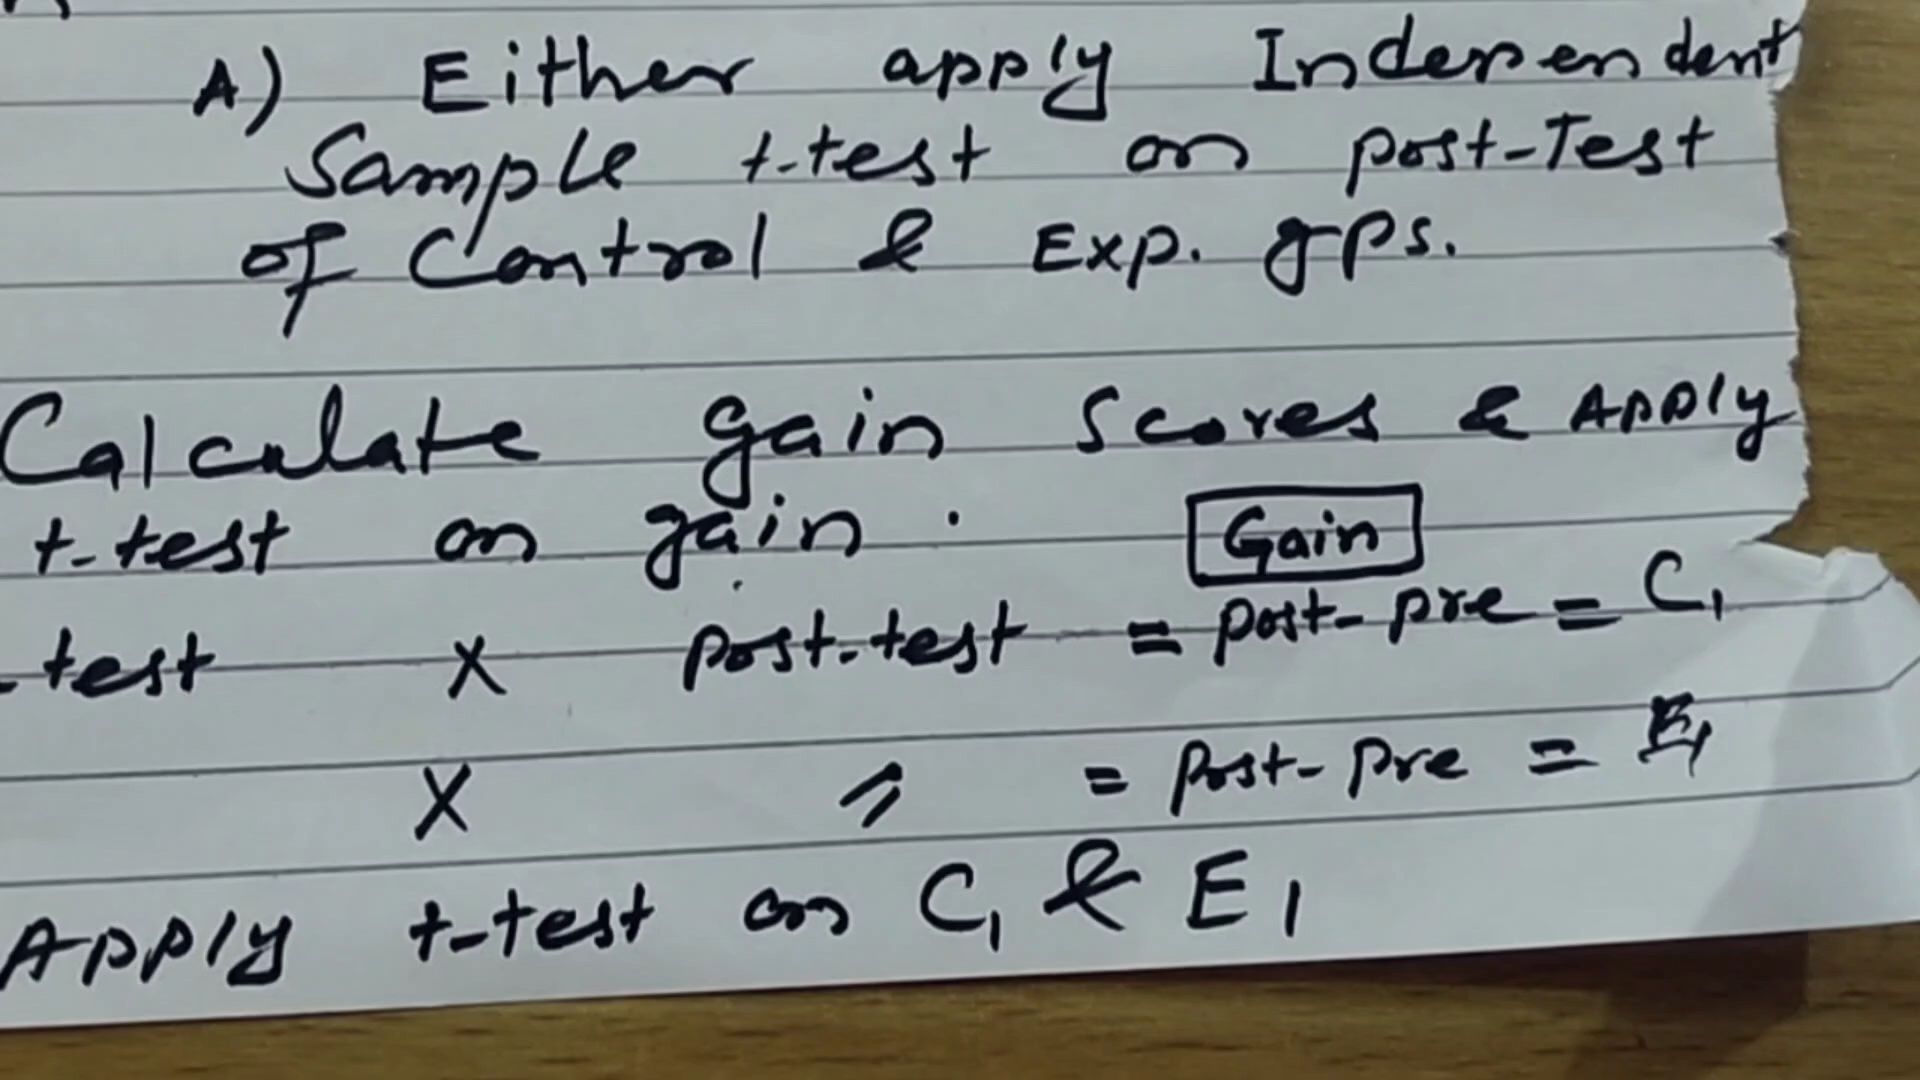 A) Either apply Independent
Sample t-test on post-Test
of Control & Exp. gps.
Calculate gain Scores & Apply
t-test on gain.
Gain
-test X post-test = post-pre = C1
X 〃 = post-pre = E1
Apply t-test on C1 & E1